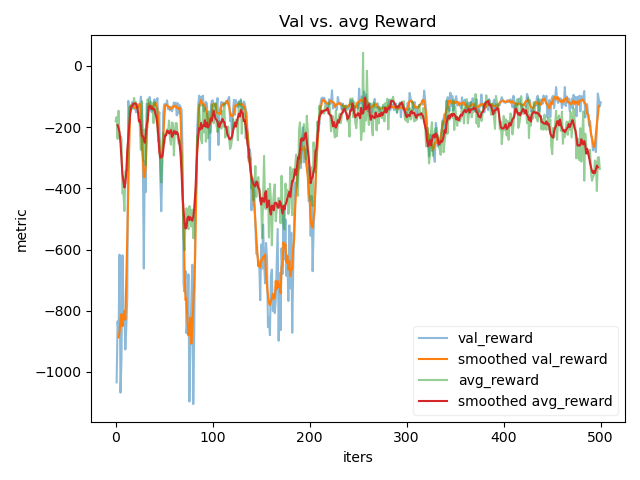 Val vs. avg Reward
metric
0
−200
−400
−600
−800
−1000
val_reward
smoothed val_reward
avg_reward
smoothed avg_reward
0 100 200 300 400 500
iters